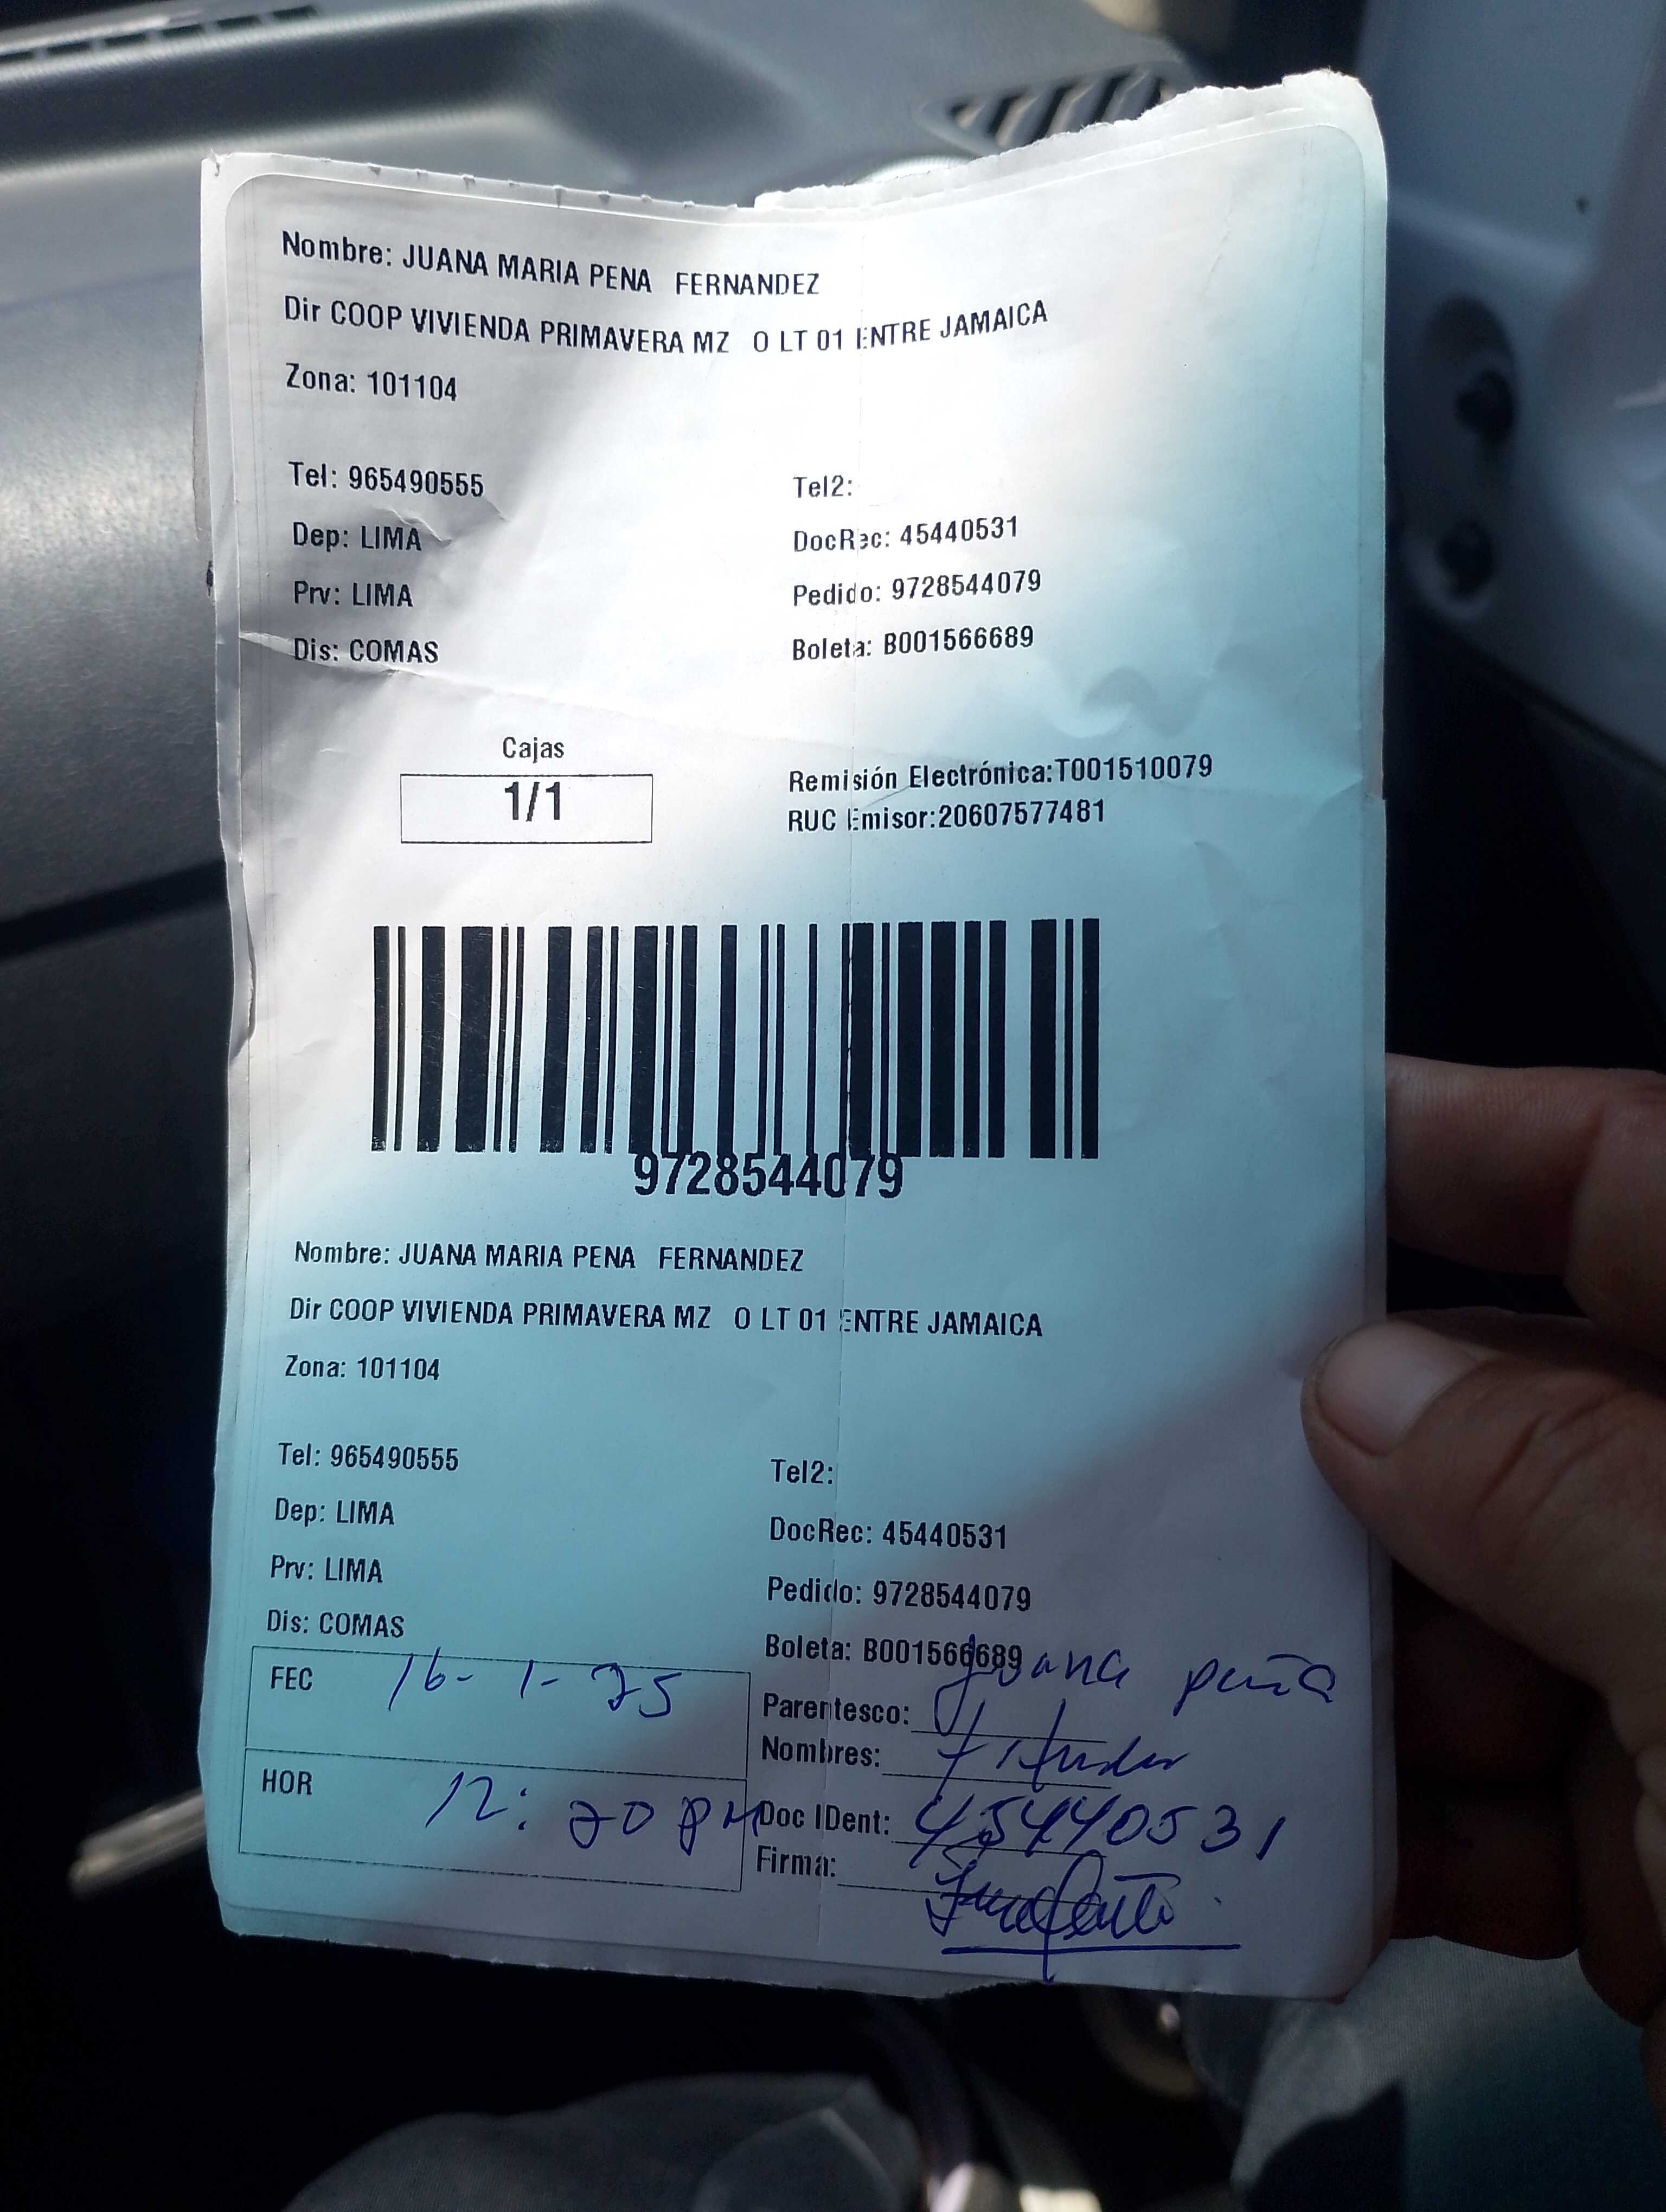 Nombre: JUANA MARIA PENA FERNANDEZ
Dir COOP VIVIENDA PRIMAVERA MZ O LT 01 ENTRE JAMAICA
Zona: 101104
Tel: 965490555 Tel2:
Dep: LIMA DocRec: 45440531
Prv: LIMA Pedido: 9728544079
Dis: COMAS Boleta: B001566689
Cajas
1/1
Remisión Electrónica:T001510079
RUC Emisor:20607577481
9728544079
Nombre: JUANA MARIA PENA FERNANDEZ
Dir COOP VIVIENDA PRIMAVERA MZ O LT 01 ENTRE JAMAICA
Zona: 101104
Tel: 965490555 Tel2:
Dep: LIMA DocRec: 45440531
Prv: LIMA Pedido: 9728544079
Dis: COMAS Boleta: B001566689
FEC 16-1-25
Juana peña
Parentesco:
Nombres: titular
HOR 12:20 PM
Doc IDent: 45440531
Firma: